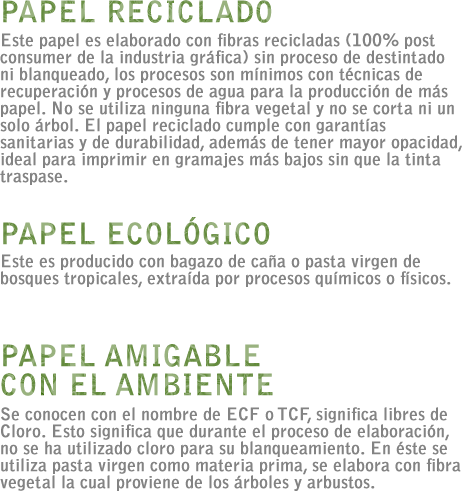 PAPEL RECICLADO
Este papel es elaborado con fibras recicladas (100% post
consumer de la industria gráfica) sin proceso de destintado
ni blanqueado, los procesos son mínimos con técnicas de
recuperación y procesos de agua para la producción de más
papel. No se utiliza ninguna fibra vegetal y no se corta ni un
solo árbol. El papel reciclado cumple con garantías
sanitarias y de durabilidad, además de tener mayor opacidad,
ideal para imprimir en gramajes más bajos sin que la tinta
traspase.
PAPEL ECOLÓGICO
Este es producido con bagazo de caña o pasta virgen de
bosques tropicales, extraída por procesos químicos o físicos.
PAPEL AMIGABLE
CON EL AMBIENTE
Se conocen con el nombre de ECF o TCF, significa libres de
Cloro. Esto significa que durante el proceso de elaboración,
no se ha utilizado cloro para su blanqueamiento. En éste se
utiliza pasta virgen como materia prima, se elabora con fibra
vegetal la cual proviene de los árboles y arbustos.